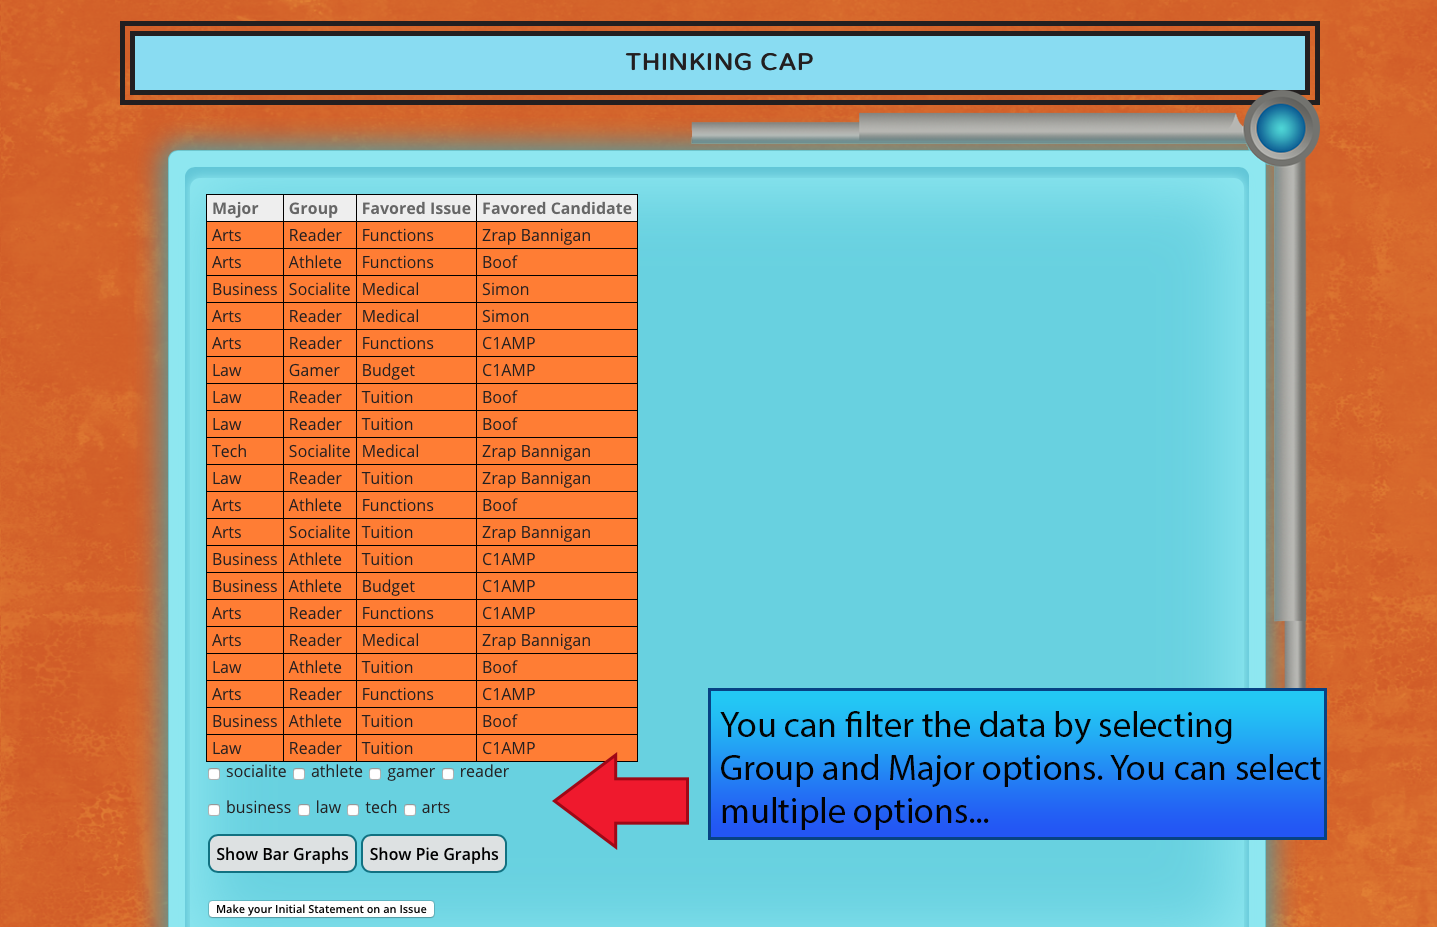 THINKING CAP
Major Group Favored Issue Favored Candidate
Arts Reader Functions Zrap Bannigan
Arts Athlete Functions Boof
Business Socialite Medical Simon
Arts Reader Medical Simon
Arts Reader Functions C1AMP
Law Gamer Budget C1AMP
Law Reader Tuition Boof
Law Reader Tuition Boof
Tech Socialite Medical Zrap Bannigan
Law Reader Tuition Zrap Bannigan
Arts Athlete Functions Boof
Arts Socialite Tuition Zrap Bannigan
Business Athlete Tuition C1AMP
Business Athlete Budget C1AMP
Arts Reader Functions C1AMP
Arts Reader Medical Zrap Bannigan
Law Athlete Tuition Boof
Arts Reader Functions C1AMP
Business Athlete Tuition Boof
Law Reader Tuition C1AMP
socialite athlete gamer reader
business law tech arts
Show Bar Graphs Show Pie Graphs
Make your Initial Statement on an Issue
You can filter the data by selecting
Group and Major options. You can select
multiple options...